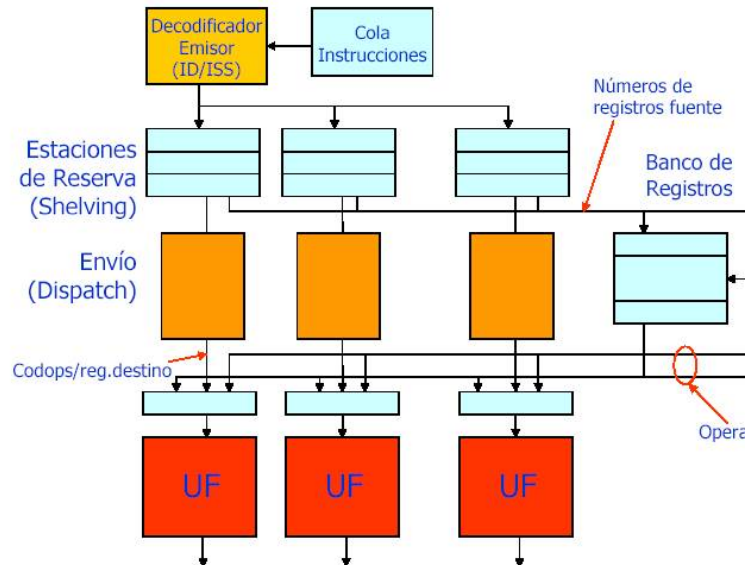 Decodificador
Emisor
(ID/ISS)
Cola
Instrucciones
Números de
registros fuente
Estaciones
de Reserva
(Shelving)
Banco de
Registros
Envío
(Dispatch)
Codops/reg.destino
Opera
UF
UF
UF